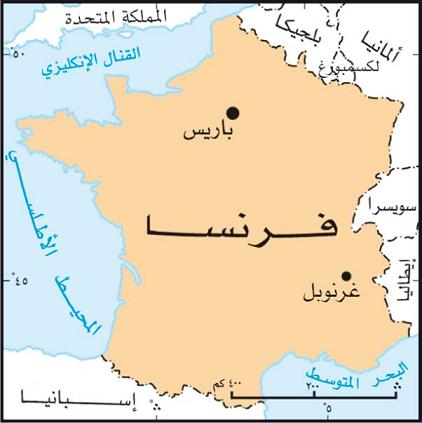 المملكة المتحدة
بلجيكا
ألمانيا
°٥٠
القنال الإنكليزي
لكسمبورغ
باريس
سويسرا
المحيط الأطلسي
فرنسا
إيطاليا
°٤٥
غرنوبل
البحر المتوسط
إسبانيا
٤٠٠ كم
٢٠٠
°٥